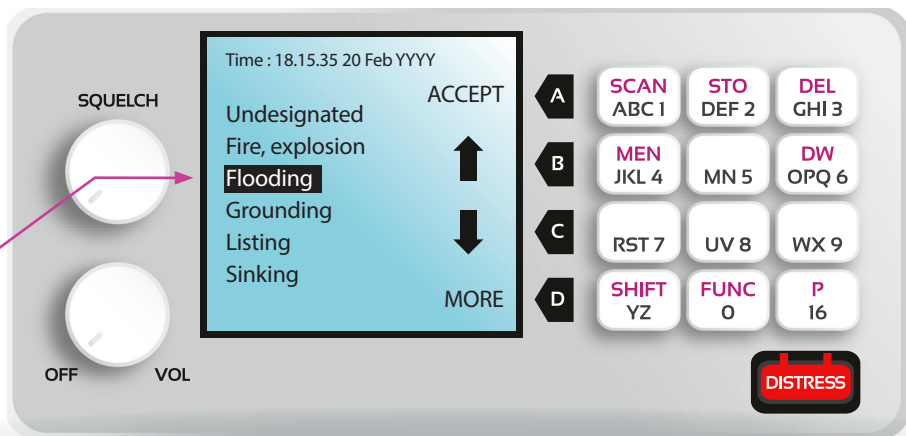 Time : 18.15.35 20 Feb YYYY
SQUELCH
ACCEPT
Undesignated
Fire, explosion
Flooding
Grounding
Listing
Sinking
MORE
OFF VOL
A
B
C
D
SCAN STO DEL
ABC 1 DEF 2 GHI 3
MEN DW
JKL 4 MN 5 OPQ 6
RST 7 UV 8 WX 9
SHIFT FUNC P
YZ 0 16
DISTRESS